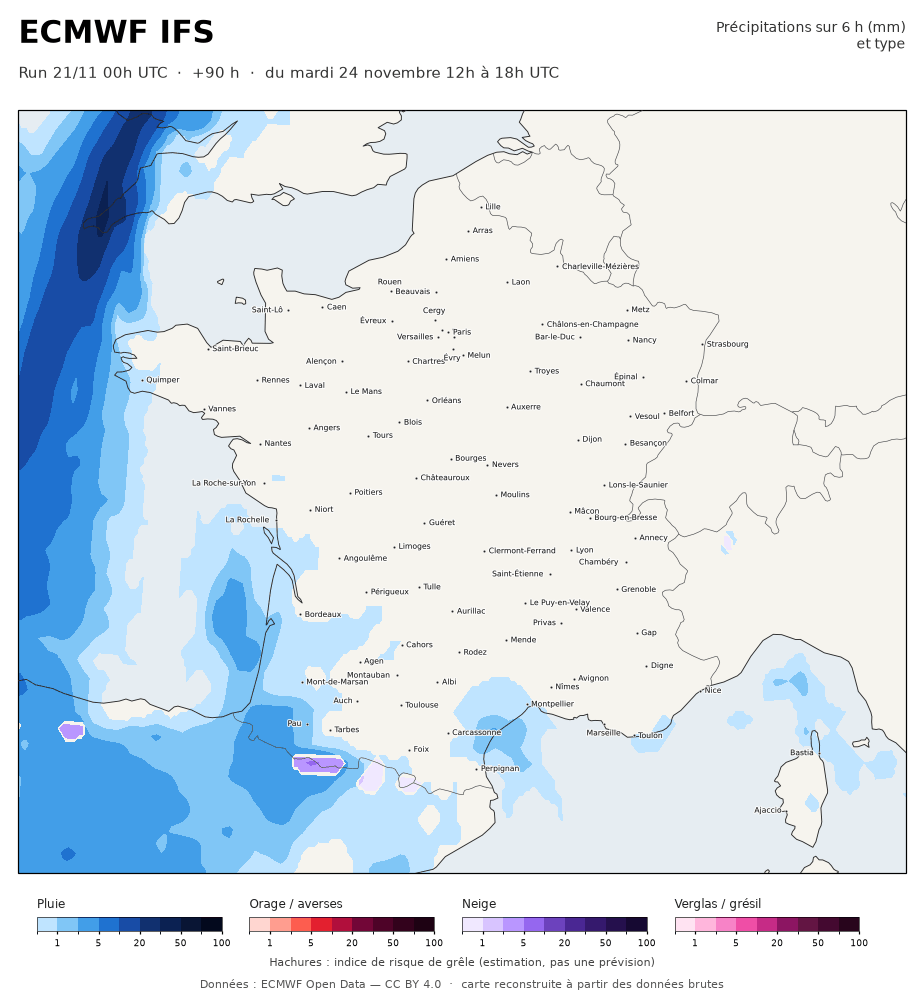 ECMWF IFS
Précipitations sur 6 h (mm)
et type
Run 21/11 00h UTC · +90 h · du mardi 24 novembre 12h à 18h UTC
Lille
Arras
Amiens
Charleville-Mézières
Rouen
Laon
Beauvais
Saint-Lô
Caen
Cergy
Metz
Évreux
Châlons-en-Champagne
Versailles
Paris
Bar-le-Duc
Nancy
Strasbourg
Saint-Brieuc
Alençon
Chartres
Évry
Melun
Quimper
Rennes
Laval
Le Mans
Troyes
Chaumont
Épinal
Colmar
Orléans
Auxerre
Vannes
Angers
Blois
Tours
Vesoul
Belfort
Nantes
Dijon
Besançon
Bourges
Nevers
La Roche-sur-Yon
Poitiers
Châteauroux
Moulins
Lons-le-Saunier
Niort
La Rochelle
Guéret
Mâcon
Bourg-en-Bresse
Angoulême
Limoges
Clermont-Ferrand
Lyon
Annecy
Saint-Étienne
Chambéry
Périgueux
Tulle
Grenoble
Bordeaux
Aurillac
Le Puy-en-Velay
Valence
Privas
Cahors
Rodez
Mende
Gap
Agen
Montauban
Mont-de-Marsan
Albi
Digne
Avignon
Nîmes
Nice
Auch
Toulouse
Montpellier
Pau
Tarbes
Carcassonne
Marseille
Toulon
Foix
Perpignan
Bastia
Ajaccio
Pluie
1 5 20 50 100
Orage / averses
1 5 20 50 100
Neige
1 5 20 50 100
Verglas / grésil
1 5 20 50 100
Hachures : indice de risque de grêle (estimation, pas une prévision)
Données : ECMWF Open Data — CC BY 4.0 · carte reconstruite à partir des données brutes